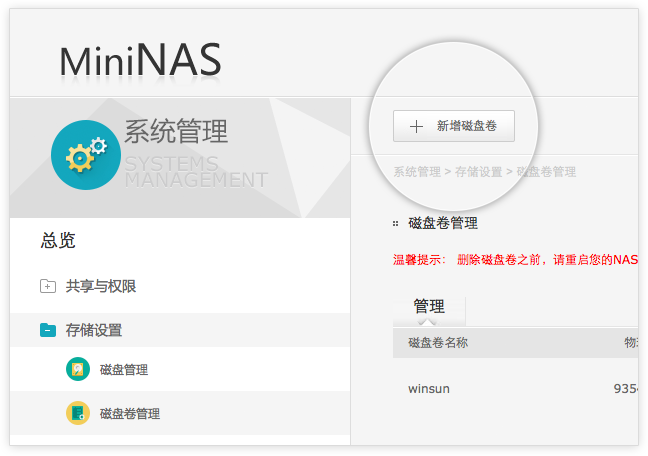 MiniNAS
系统管理
SYSTEMS
MANAGEMENT
总览
共享与权限
存储设置
磁盘管理
磁盘卷管理
新增磁盘卷
系统管理 > 存储设置 > 磁盘卷管理
磁盘卷管理
温馨提示： 删除磁盘卷之前，请重启您的NAS
管理
磁盘卷名称
winsun
9354